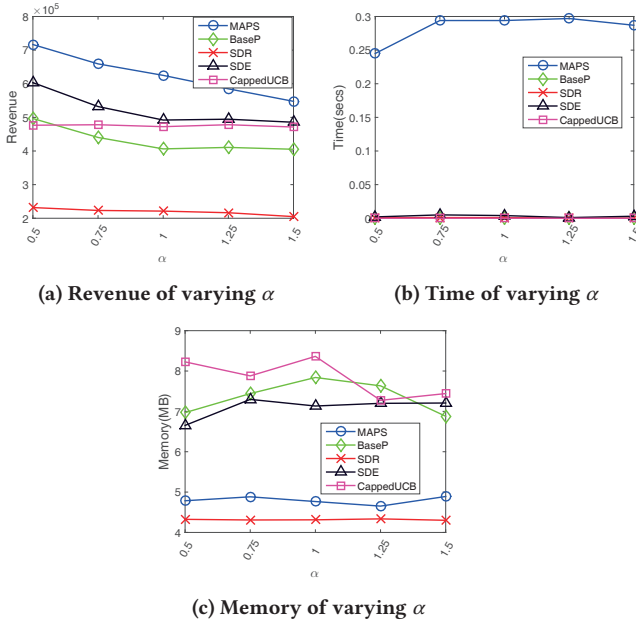 8 × 10⁵
7
6
5
4
3
2
Revenue
0.5 0.75 1 1.25 1.5
α
MAPS
BaseP
SDR
SDE
CappedUCB
(a) Revenue of varying α
0.3
0.25
0.2
0.15
0.1
0.05
0
Time(secs)
0.5 0.75 1 1.25 1.5
α
MAPS
BaseP
SDR
SDE
CappedUCB
(b) Time of varying α
9
8
7
6
5
4
Memory(MB)
0.5 0.75 1 1.25 1.5
α
MAPS
BaseP
SDR
SDE
CappedUCB
(c) Memory of varying α